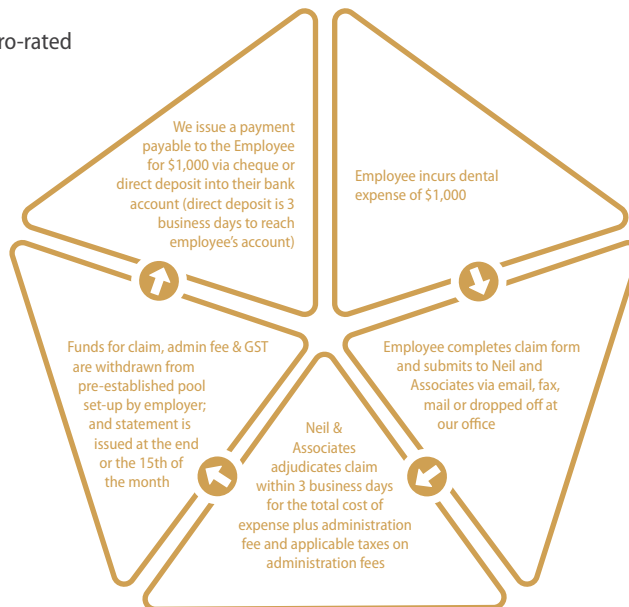 ro-rated
We issue a payment
payable to the Employee
for $1,000 via cheque or
direct deposit into their bank
account (direct deposit is 3
business days to reach
employee's account)
Employee incurs dental
expense of $1,000
Employee completes claim form
and submits to Neil and
Associates via email, fax,
mail or dropped off at
our office
Neil &
Associates
adjudicates claim
within 3 business days
for the total cost of
expense plus administration
fee and applicable taxes on
administration fees
Funds for claim, admin fee & GST
are withdrawn from
pre-established pool
set-up by employer;
and statement is
issued at the end
or the 15th of
the month